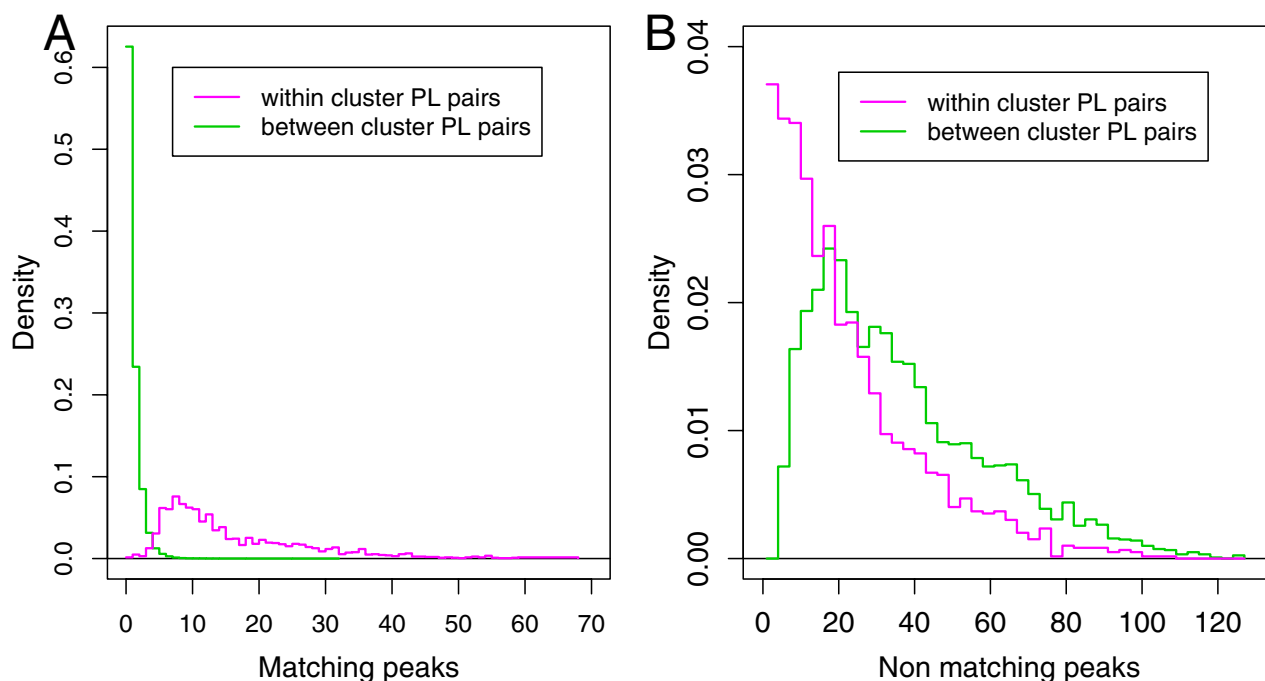 A
within cluster PL pairs
between cluster PL pairs
Density
0.0 0.1 0.2 0.3 0.4 0.5 0.6
0 10 20 30 40 50 60 70
Matching peaks
B
within cluster PL pairs
between cluster PL pairs
Density
0.00 0.01 0.02 0.03 0.04
0 20 40 60 80 100 120
Non matching peaks